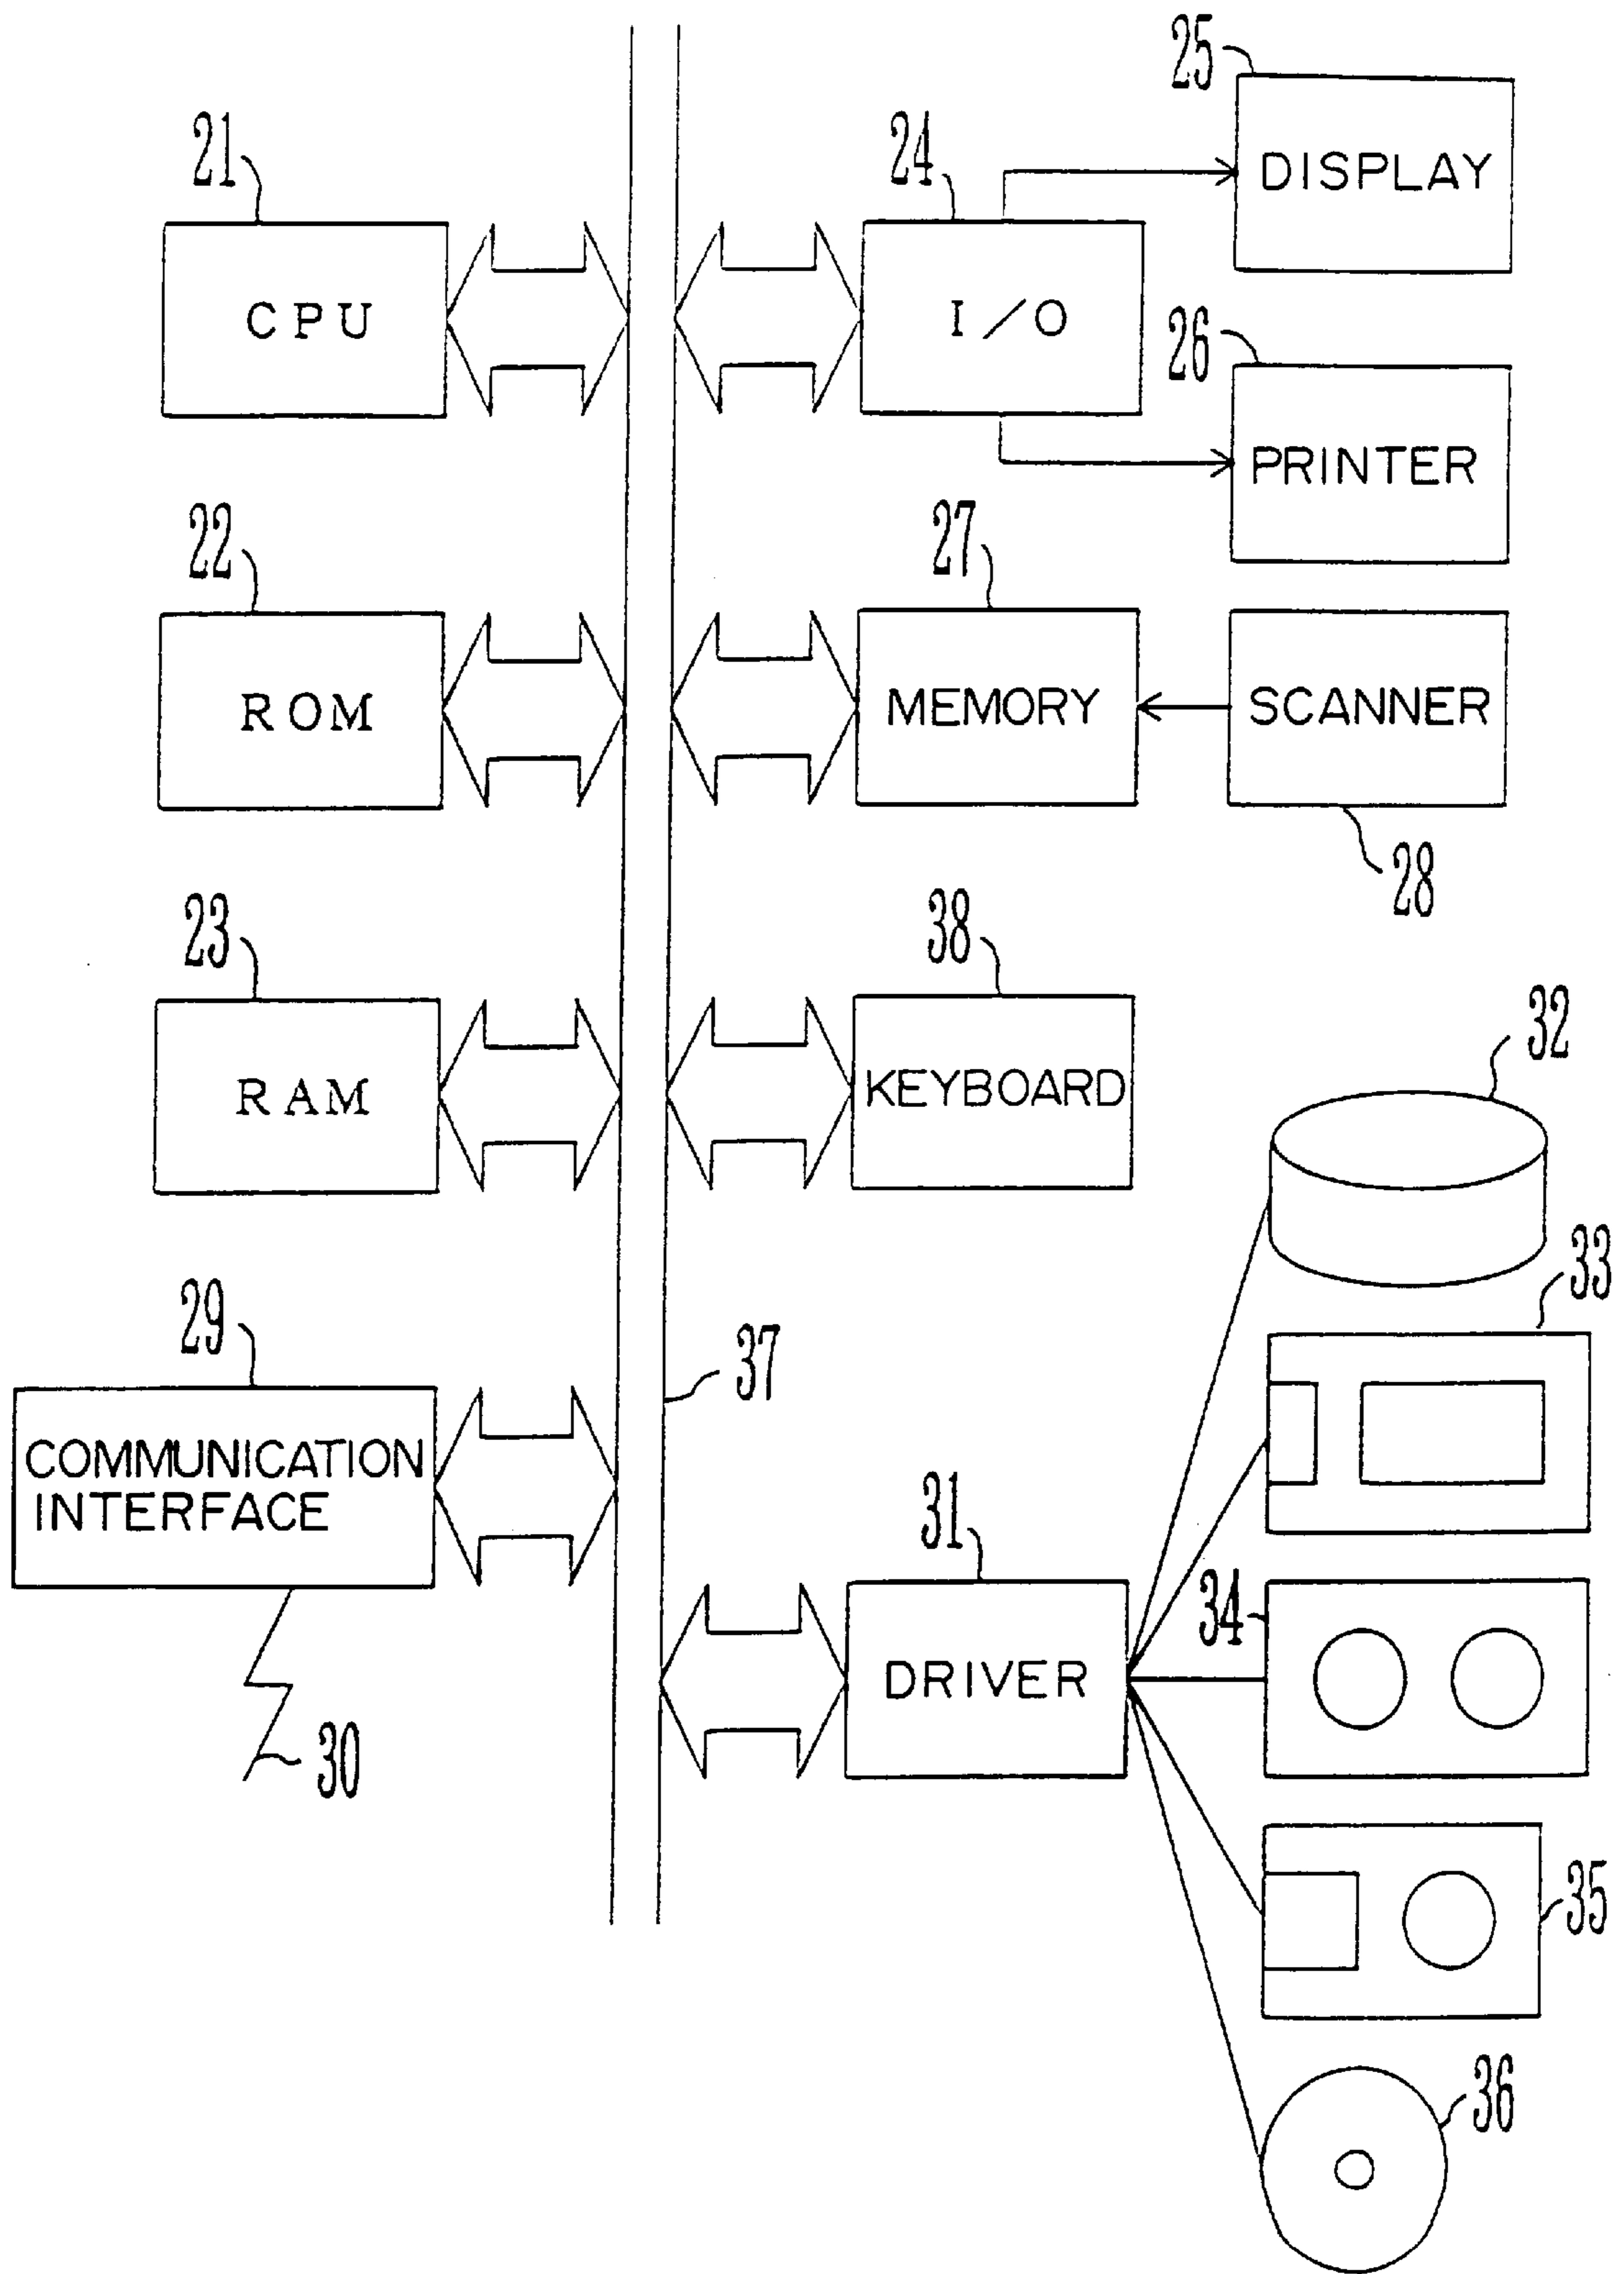 25
DISPLAY
21
24
CPU
I/O
26
PRINTER
22
27
ROM
MEMORY
SCANNER
28
23
38
RAM
KEYBOARD
32
33
29
37
COMMUNICATION
INTERFACE
31
34
DRIVER
30
35
36